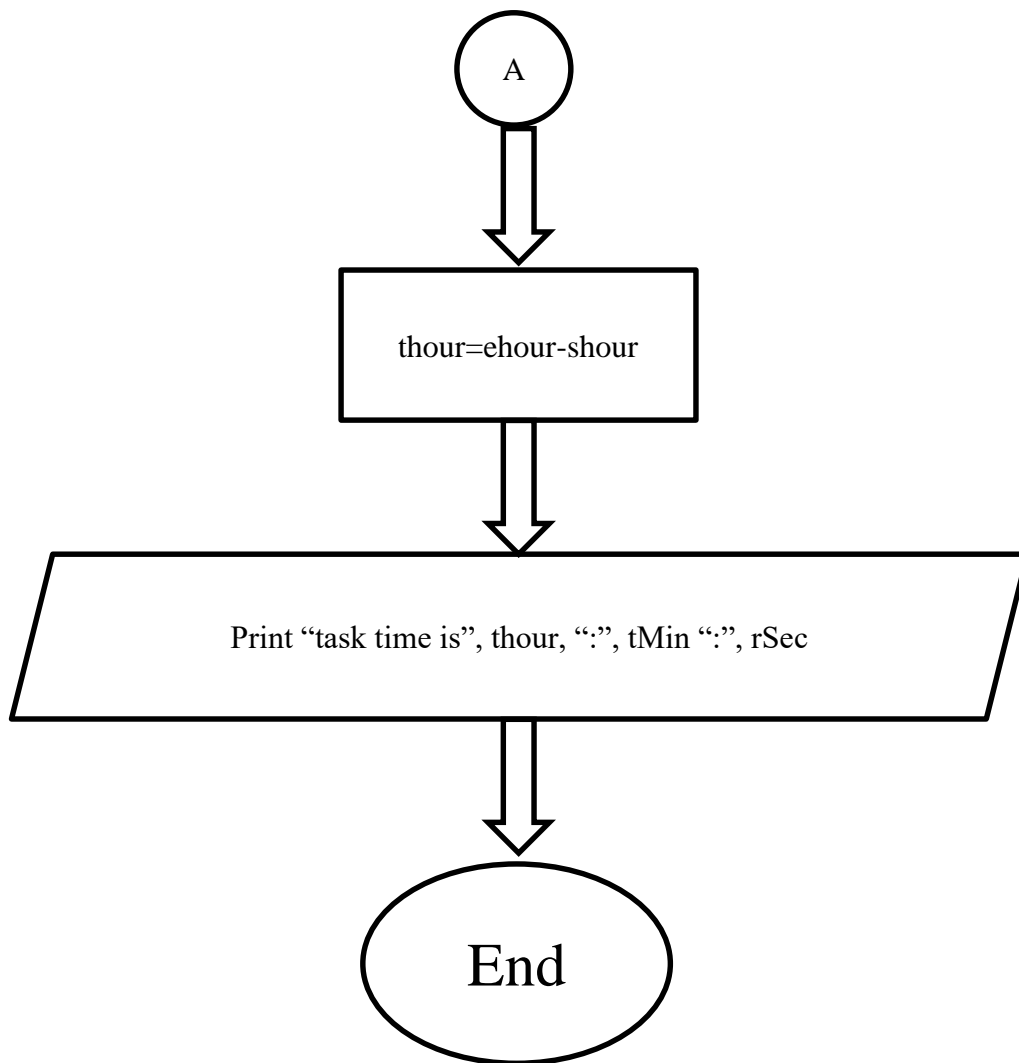 A
thour=ehour-shour
Print “task time is”, thour, “:”, tMin “:”, rSec
End